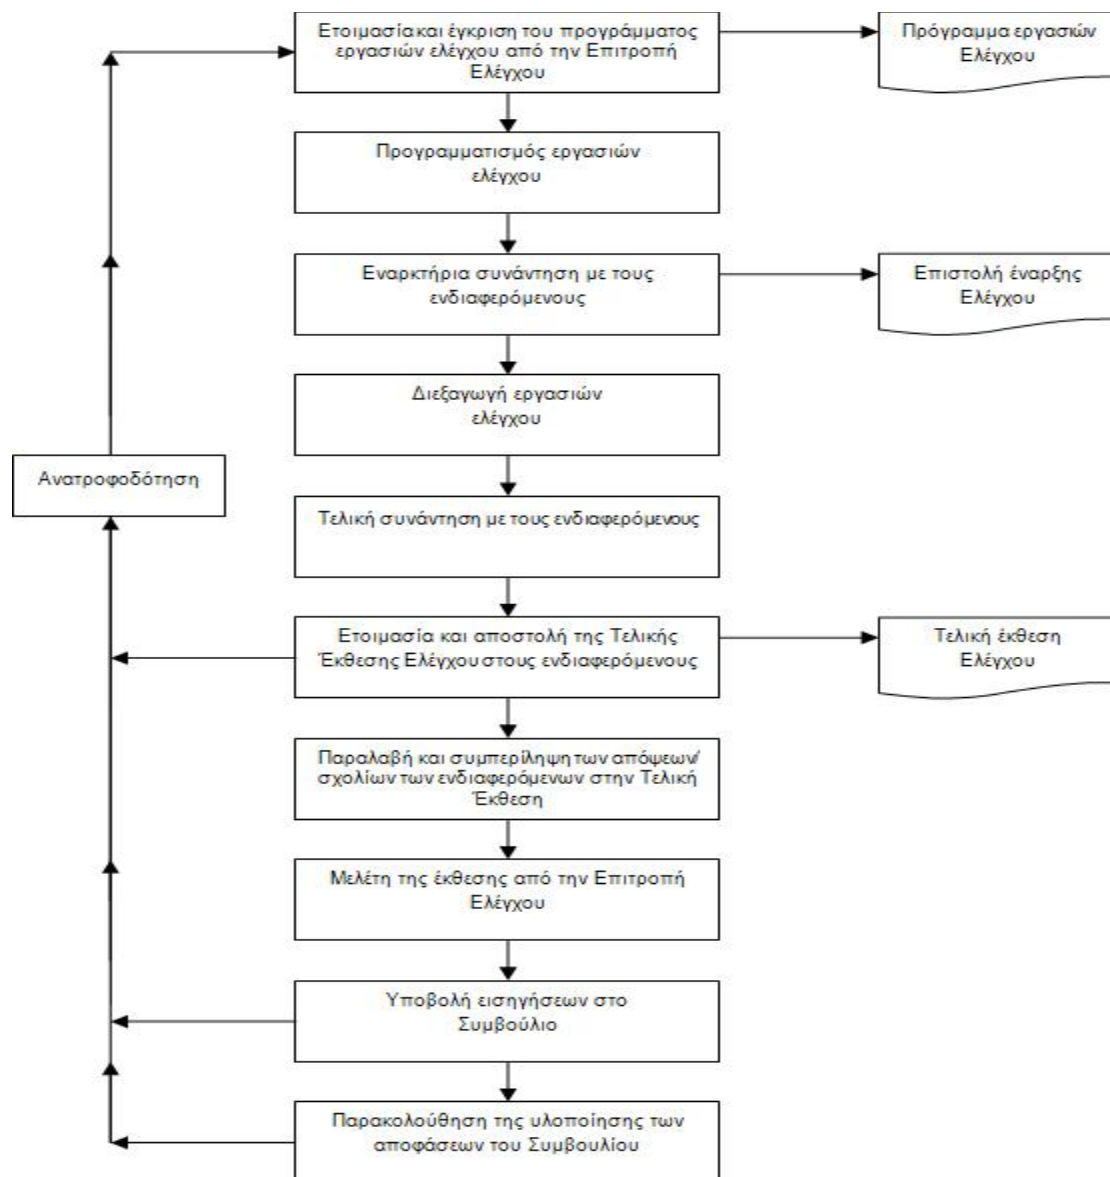 Ετοιμασία και έγκριση του προγράμματος
εργασιών ελέγχου από την Επιτροπή
Ελέγχου
Πρόγραμμα εργασιών
Ελέγχου
Προγραμματισμός εργασιών
ελέγχου
Εναρκτήρια συνάντηση με τους
ενδιαφερόμενους
Επιστολή έναρξης
Ελέγχου
Διεξαγωγή εργασιών
ελέγχου
Ανατροφοδότηση
Τελική συνάντηση με τους ενδιαφερόμενους
Ετοιμασία και αποστολή της Τελικής
Έκθεσης Ελέγχου στους ενδιαφερόμενους
Τελική έκθεση
Ελέγχου
Παραλαβή και συμπερίληψη των απόψεων/
σχολίων των ενδιαφερόμενων στην Τελική
Έκθεση
Μελέτη της έκθεσης από την Επιτροπή
Ελέγχου
Υποβολή εισηγήσεων στο
Συμβούλιο
Παρακολούθηση της υλοποίησης των
αποφάσεων του Συμβουλίου